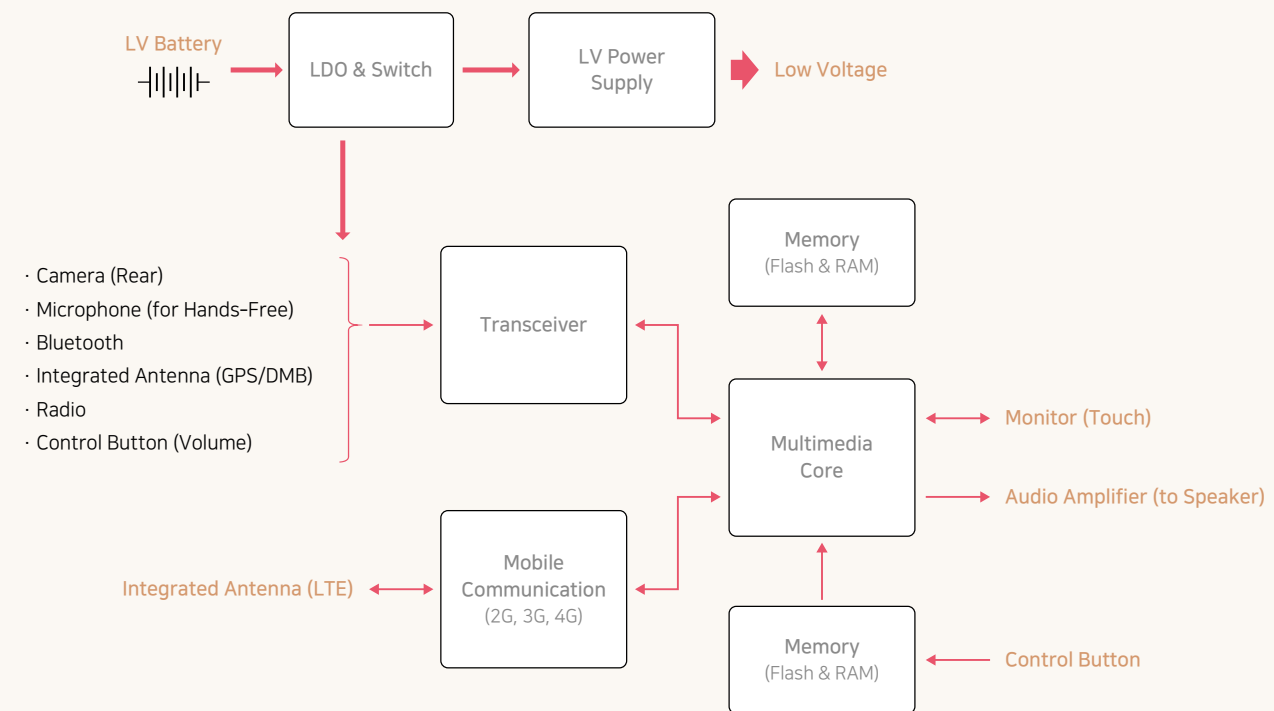 LV Battery
LDO & Switch
LV Power
Supply
Low Voltage
· Camera (Rear)
· Microphone (for Hands-Free)
· Bluetooth
· Integrated Antenna (GPS/DMB)
· Radio
· Control Button (Volume)
Transceiver
Memory
(Flash & RAM)
Multimedia
Core
Monitor (Touch)
Audio Amplifier (to Speaker)
Integrated Antenna (LTE)
Mobile
Communication
(2G, 3G, 4G)
Memory
(Flash & RAM)
Control Button